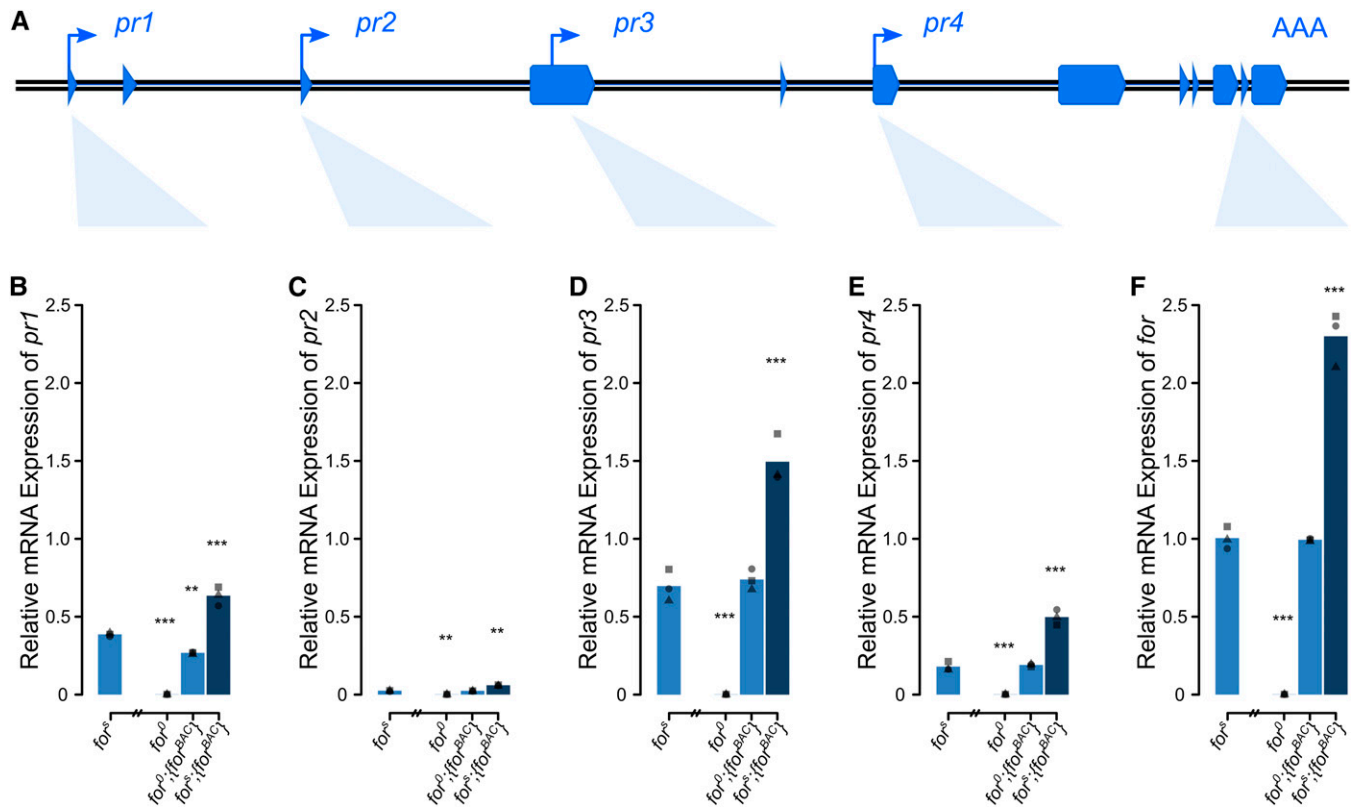 A
pr1 pr2 pr3 pr4 AAA
B
Relative mRNA Expression of pr1
2.5
2.0
1.5
1.0
0.5
0
***
**
***
for^s
for^0
for^0;{for^BAC}
for^s;{for^BAC}
C
Relative mRNA Expression of pr2
2.5
2.0
1.5
1.0
0.5
0
**
**
for^s
for^0
for^0;{for^BAC}
for^s;{for^BAC}
D
Relative mRNA Expression of pr3
2.5
2.0
1.5
1.0
0.5
0
***
***
for^s
for^0
for^0;{for^BAC}
for^s;{for^BAC}
E
Relative mRNA Expression of pr4
2.5
2.0
1.5
1.0
0.5
0
***
***
for^s
for^0
for^0;{for^BAC}
for^s;{for^BAC}
F
Relative mRNA Expression of for
2.5
2.0
1.5
1.0
0.5
0
***
***
for^s
for^0
for^0;{for^BAC}
for^s;{for^BAC}